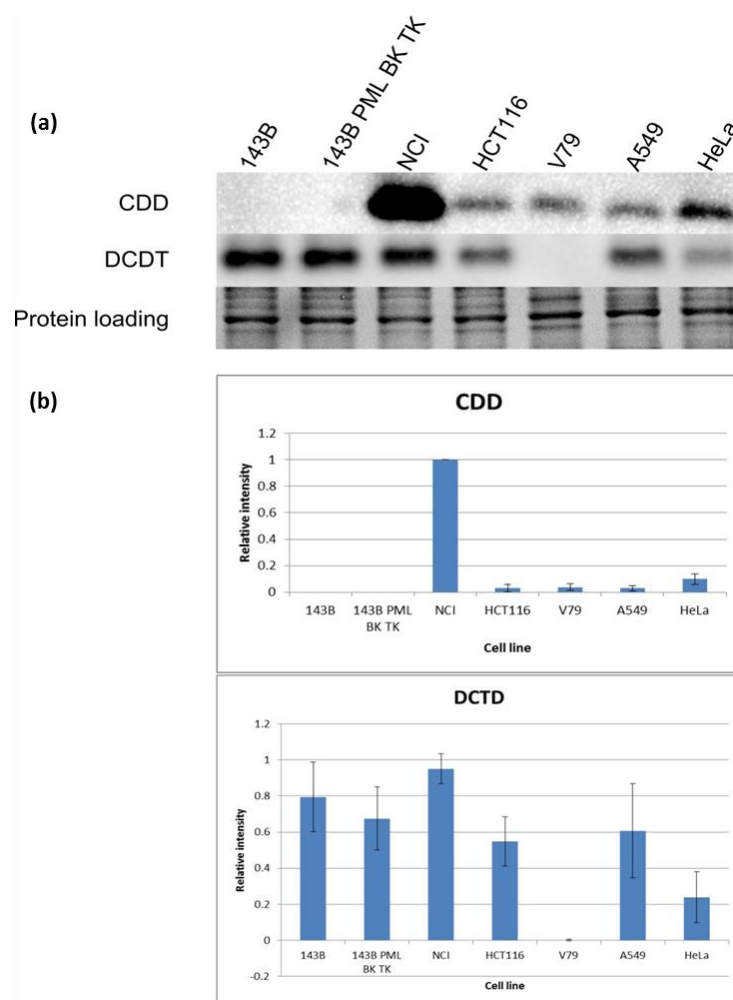 (a)
143B
143B PML BK TK
NCI
HCT116
V79
A549
HeLa
CDD
DCDT
Protein loading
(b)
CDD
Relative intensity
1.2
1
0.8
0.6
0.4
0.2
0
143B
143B PML
BK TK
NCI
HCT116
V79
A549
HeLa
Cell line
DCTD
Relative intensity
1.2
1
0.8
0.6
0.4
0.2
0
-0.2
143B
143B PML
BK TK
NCI
HCT116
V79
A549
HeLa
Cell line